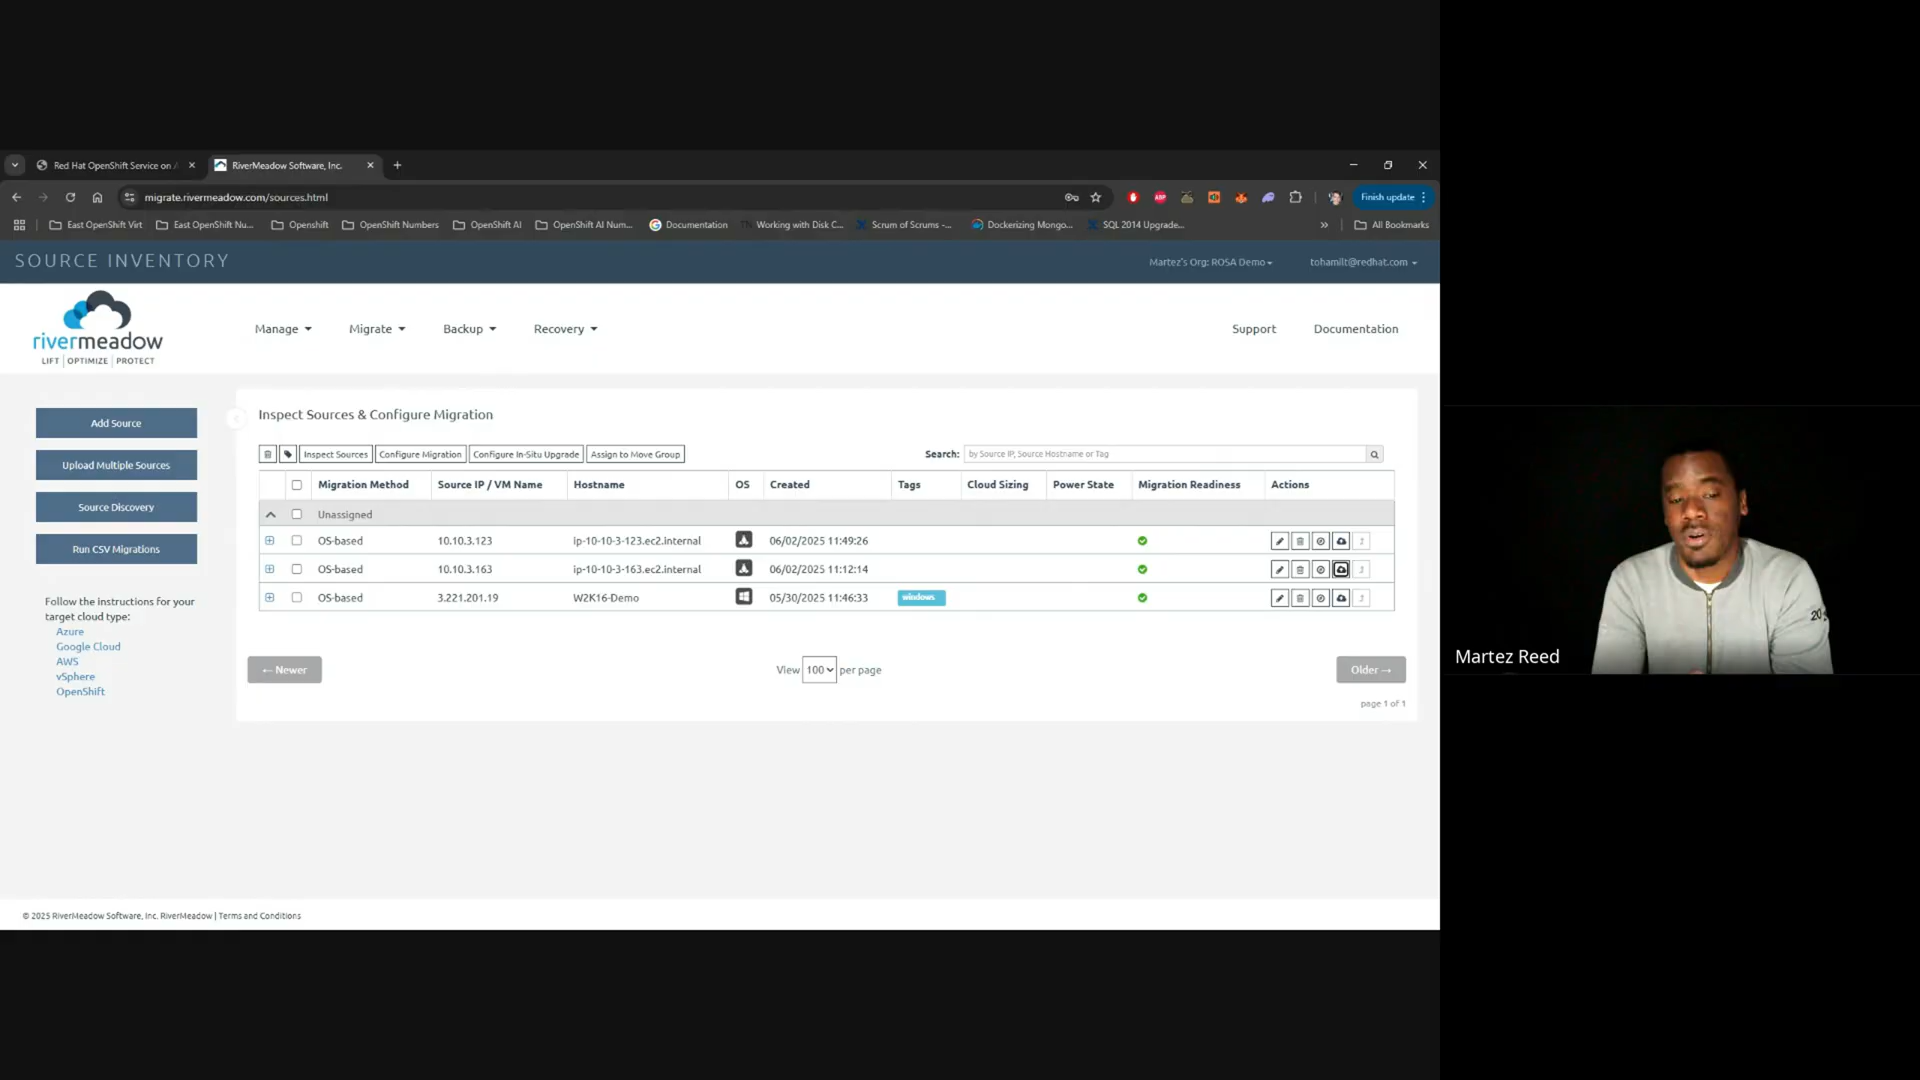 Red Hat OpenShift Service on A
RiverMeadow Software, Inc.
migrate.rivermeadow.com/sources.html
Finish update
East OpenShift Virt
East OpenShift Nu...
Openshift
OpenShift Numbers
OpenShift AI
OpenShift AI Num...
Documentation
Working with Disk C...
Scrum of Scrums -...
Dockerizing Mongo...
SQL 2014 Upgrade...
»
All Bookmarks
SOURCE INVENTORY
Martez's Org: ROSA Demo
tohamilt@redhat.com
rivermeadow
LIFT | OPTIMIZE | PROTECT
Manage
Migrate
Backup
Recovery
Support
Documentation
Add Source
Upload Multiple Sources
Source Discovery
Run CSV Migrations
Follow the instructions for your
target cloud type:
Azure
Google Cloud
AWS
vSphere
OpenShift
Inspect Sources & Configure Migration
Inspect Sources
Configure Migration
Configure In-Situ Upgrade
Assign to Move Group
Search: by Source IP, Source Hostname or Tag
Migration Method Source IP / VM Name Hostname OS Created Tags Cloud Sizing Power State Migration Readiness Actions
Unassigned
OS-based 10.10.3.123 ip-10-10-3-123.ec2.internal 06/02/2025 11:49:26
OS-based 10.10.3.163 ip-10-10-3-163.ec2.internal 06/02/2025 11:12:14
OS-based 3.221.201.19 W2K16-Demo 05/30/2025 11:46:33 windows
← Newer
View 100 per page
Older →
page 1 of 1
© 2025 RiverMeadow Software, Inc. RiverMeadow | Terms and Conditions
Martez Reed